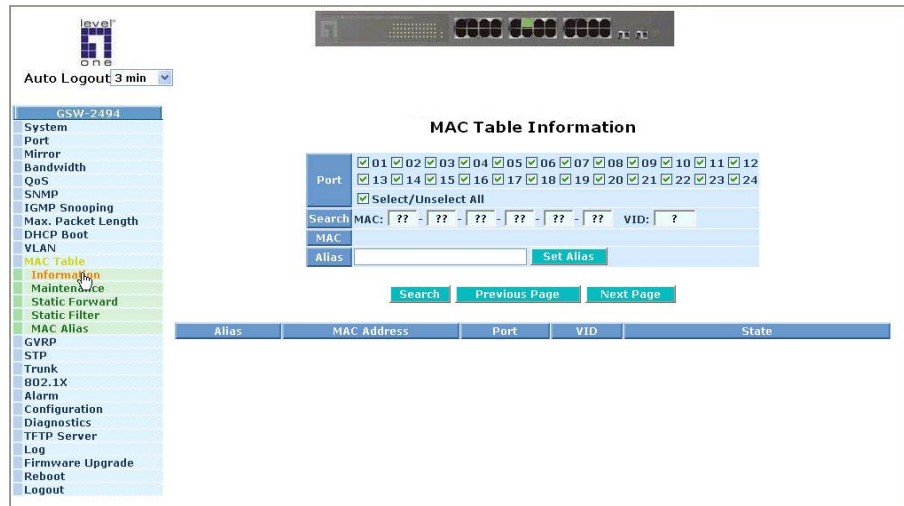 level
one
Auto Logout 3 min
GSW-2494
System
Port
Mirror
Bandwidth
QoS
SNMP
IGMP Snooping
Max. Packet Length
DHCP Boot
VLAN
MAC Table
Information
Maintenance
Static Forward
Static Filter
MAC Alias
GVRP
STP
Trunk
802.1X
Alarm
Configuration
Diagnostics
TFTP Server
Log
Firmware Upgrade
Reboot
Logout
MAC Table Information
Port
01 02 03 04 05 06 07 08 09 10 11 12
13 14 15 16 17 18 19 20 21 22 23 24
Select/Unselect All
Search MAC: ?? - ?? - ?? - ?? - ?? - ?? VID: ?
MAC
Alias Set Alias
Search Previous Page Next Page
Alias MAC Address Port VID State